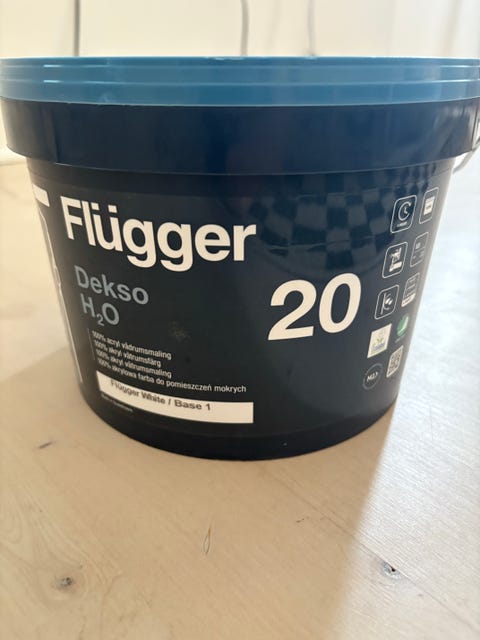 Flügger
Dekso
H₂O
20
100% acryl vådrumsmaling
100% akryl våtrumsfärg
100% akryl våtrumsmaling
100% akrylowa farba do pomieszczeń mokrych
Flügger White / Base 1